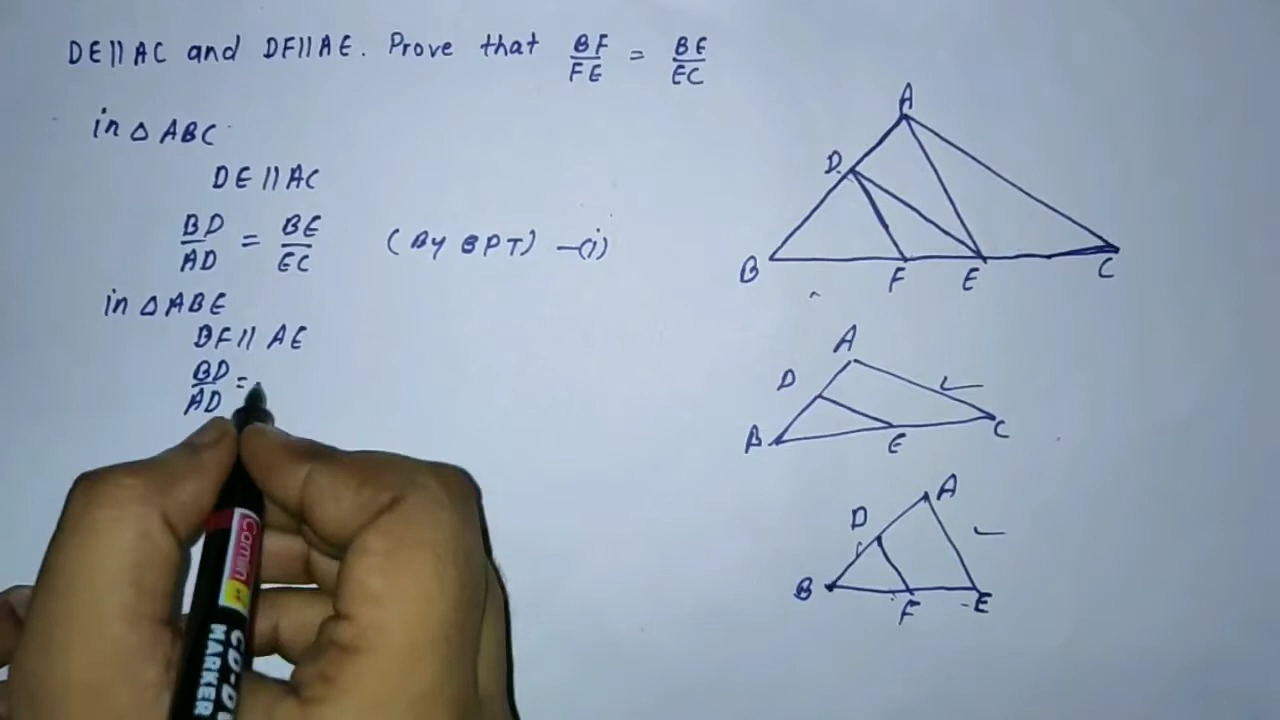 DE||AC and DF||AE. Prove that BF/FE = BE/EC
in △ ABC
DE || AC
BD/AD = BE/EC (By BPT) —(i)
in △ ABE
DF || AE
BD/AD =
A
D
B F E C
A
D
B E C
A
D
B F E
Camlin
CD-D
MARKER